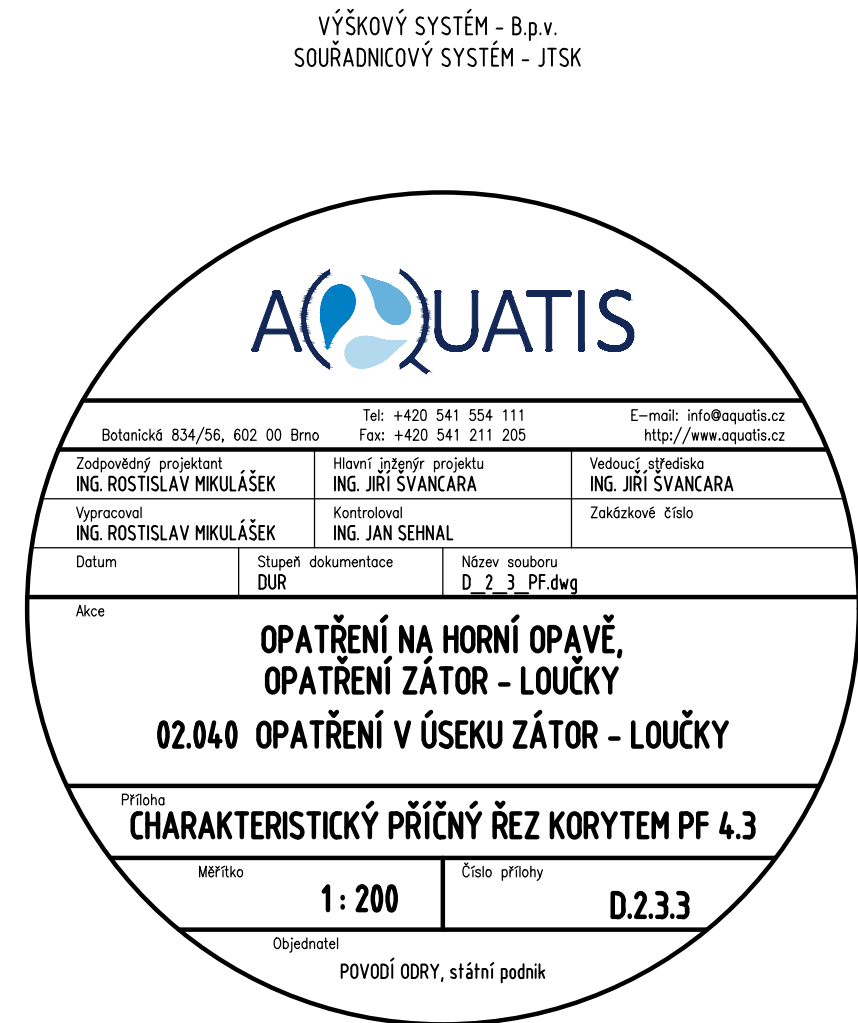 VÝŠKOVÝ SYSTÉM - B.p.v.
SOUŘADNICOVÝ SYSTÉM - JTSK
AQUATIS
Botanická 834/56, 602 00 Brno
Tel: +420 541 554 111
Fax: +420 541 211 205
E-mail: info@aquatis.cz
http://www.aquatis.cz
Zodpovědný projektant
ING. ROSTISLAV MIKULÁŠEK
Hlavní inženýr projektu
ING. JIŘÍ ŠVANCARA
Vedoucí střediska
ING. JIŘÍ ŠVANCARA
Vypracoval
ING. ROSTISLAV MIKULÁŠEK
Kontroloval
ING. JAN SEHNAL
Zakázkové číslo
Datum
Stupeň dokumentace
DUR
Název souboru
D_2_3_PF.dwg
Akce
OPATŘENÍ NA HORNÍ OPAVĚ,
OPATŘENÍ ZÁTOR - LOUČKY
02.040 OPATŘENÍ V ÚSEKU ZÁTOR - LOUČKY
Příloha
CHARAKTERISTICKÝ PŘÍČNÝ ŘEZ KORYTEM PF 4.3
Měřítko
1 : 200
Číslo přílohy
D.2.3.3
Objednatel
POVODÍ ODRY, státní podnik